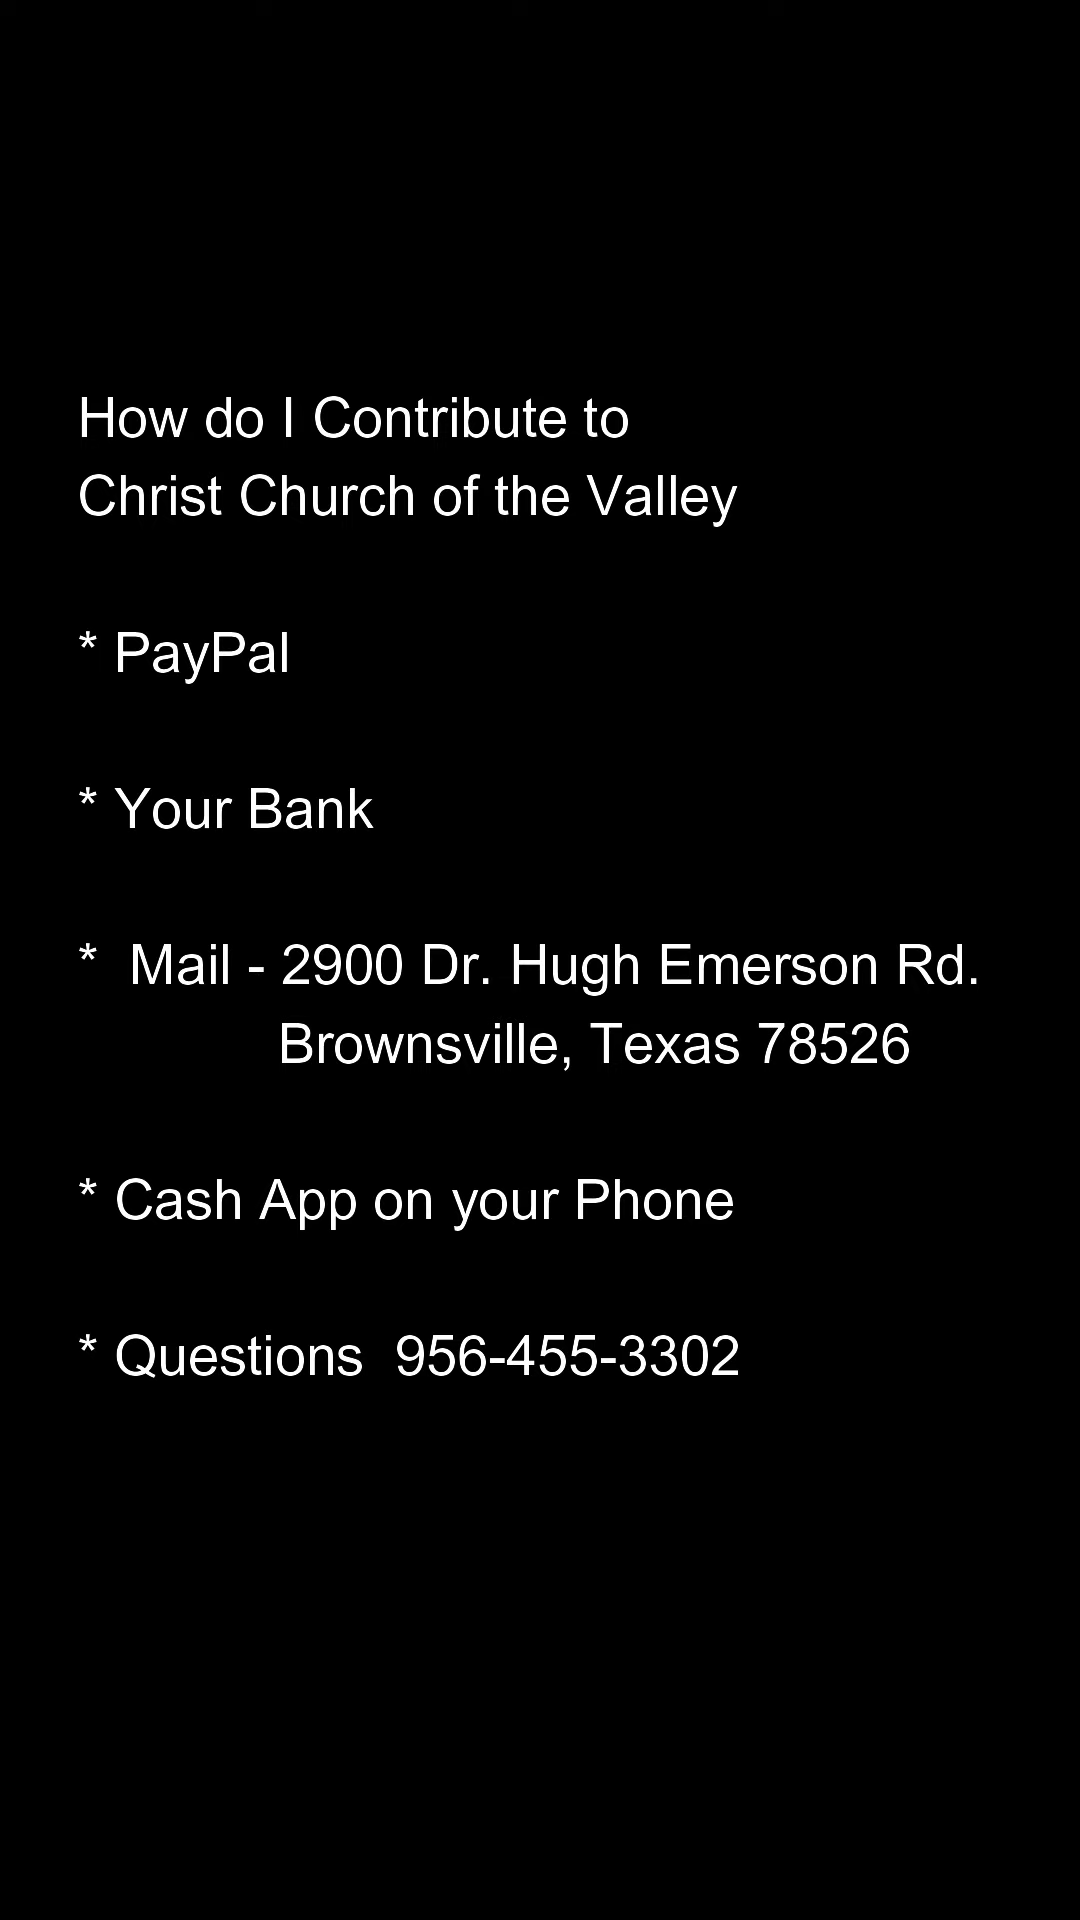 How do I Contribute to
Christ Church of the Valley
* PayPal
* Your Bank
* Mail - 2900 Dr. Hugh Emerson Rd.
Brownsville, Texas 78526
* Cash App on your Phone
* Questions 956-455-3302